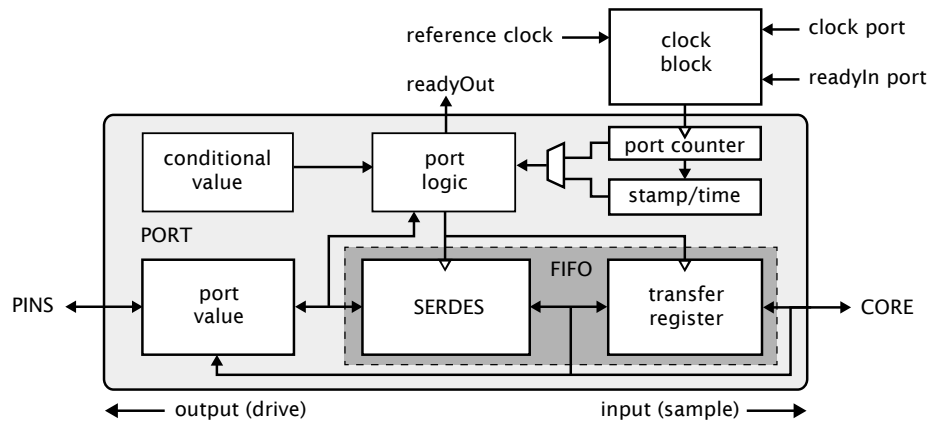 reference clock
clock
block
clock port
readyIn port
readyOut
conditional
value
port
logic
port counter
stamp/time
PORT
FIFO
PINS
port
value
SERDES
transfer
register
CORE
output (drive)
input (sample)